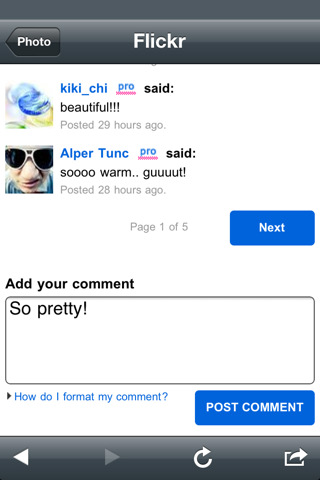 Photo
Flickr
kiki_chi pro said:
beautiful!!!
Posted 29 hours ago.
Alper Tunc pro said:
soooo warm.. guuuut!
Posted 28 hours ago.
Page 1 of 5
Next
Add your comment
So pretty!
How do I format my comment?
POST COMMENT